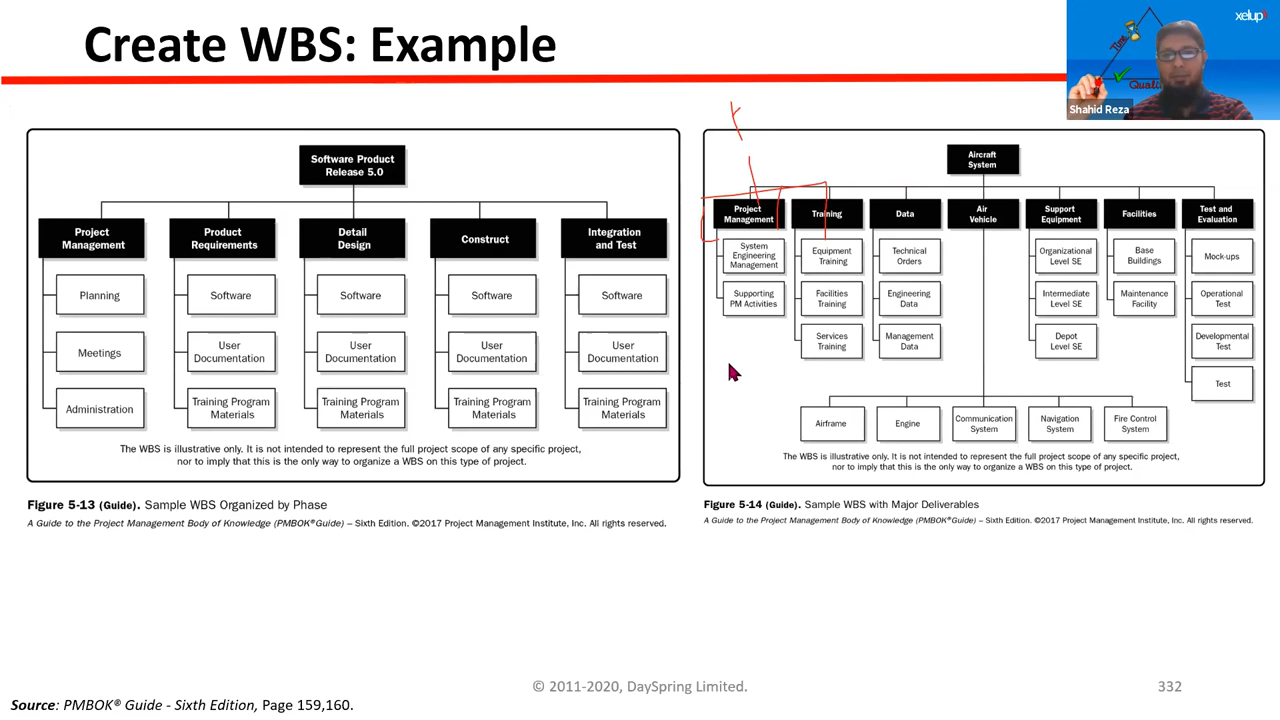 Create WBS: Example
xelup
Time
Quali
Shahid Reza
Software Product
Release 5.0
Project
Management
Planning
Meetings
Administration
Product
Requirements
Software
User
Documentation
Training Program
Materials
Detail
Design
Software
User
Documentation
Training Program
Materials
Construct
Software
User
Documentation
Training Program
Materials
Integration
and Test
Software
User
Documentation
Training Program
Materials
The WBS is illustrative only. It is not intended to represent the full project scope of any specific project,
nor to imply that this is the only way to organize a WBS on this type of project.
Figure 5-13 (Guide). Sample WBS Organized by Phase
A Guide to the Project Management Body of Knowledge (PMBOK®Guide) – Sixth Edition. ©2017 Project Management Institute, Inc. All rights reserved.
Aircraft
System
Project
Management
System
Engineering
Management
Supporting
PM Activities
Training
Equipment
Training
Facilities
Training
Services
Training
Data
Technical
Orders
Engineering
Data
Management
Data
Air
Vehicle
Airframe
Engine
Communication
System
Navigation
System
Fire Control
System
Support
Equipment
Organizational
Level SE
Intermediate
Level SE
Depot
Level SE
Facilities
Base
Buildings
Maintenance
Facility
Test and
Evaluation
Mock-ups
Operational
Test
Developmental
Test
Test
The WBS is illustrative only. It is not intended to represent the full project scope of any specific project,
nor to imply that this is the only way to organize a WBS on this type of project.
Figure 5-14 (Guide). Sample WBS with Major Deliverables
A Guide to the Project Management Body of Knowledge (PMBOK®Guide) – Sixth Edition. ©2017 Project Management Institute, Inc. All rights reserved.
© 2011-2020, DaySpring Limited.
332
Source: PMBOK® Guide - Sixth Edition, Page 159,160.